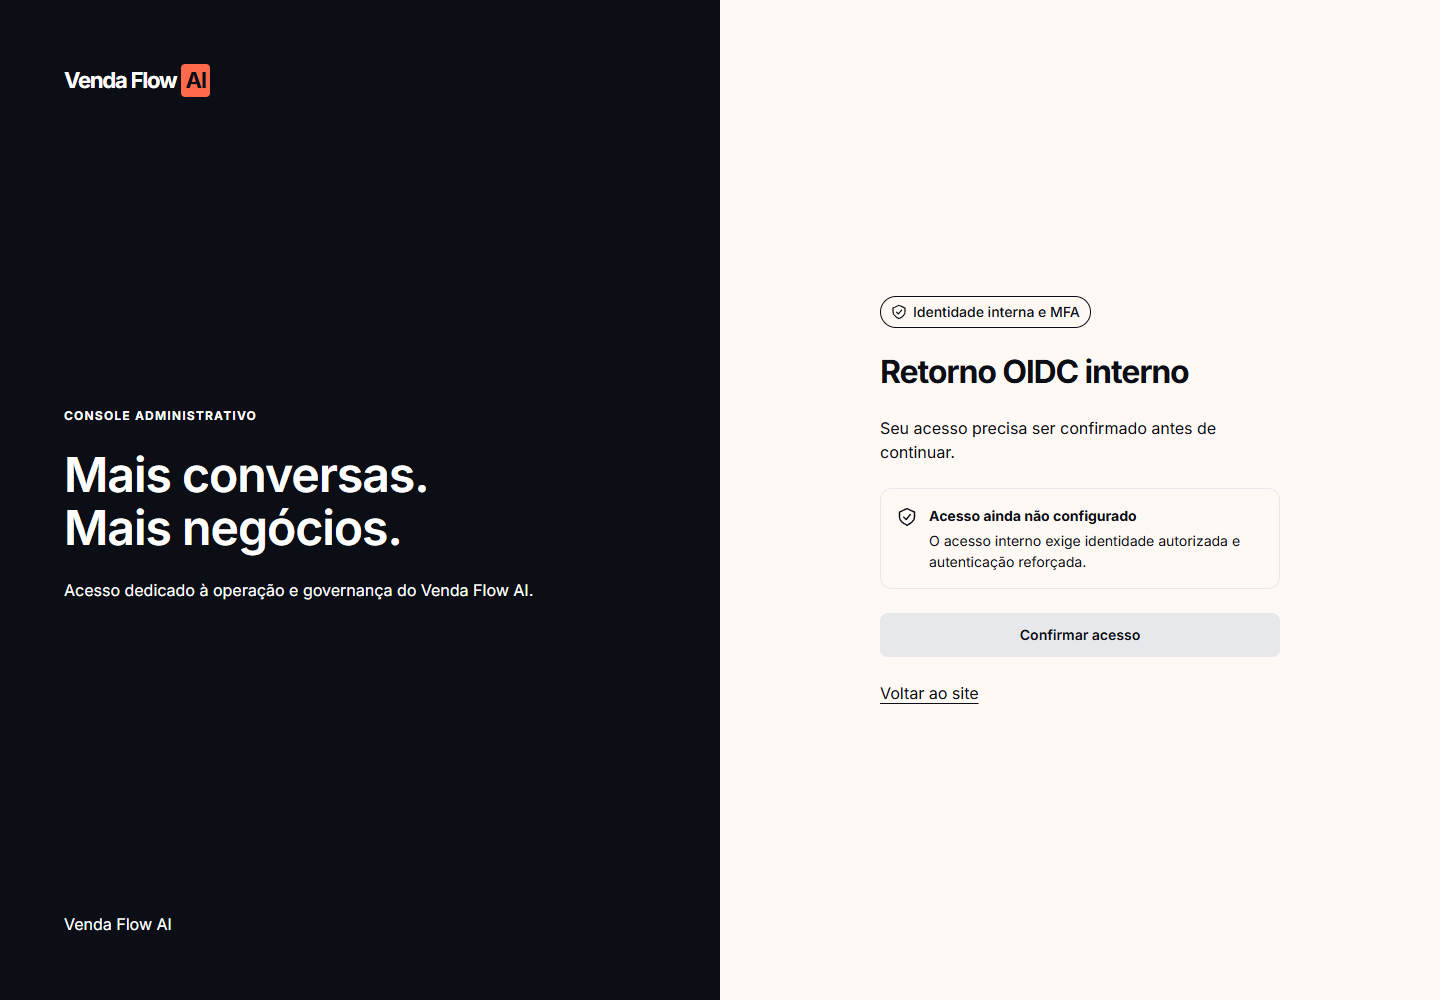 Venda Flow AI
CONSOLE ADMINISTRATIVO
Mais conversas.
Mais negócios.
Acesso dedicado à operação e governança do Venda Flow AI.
Venda Flow AI
Identidade interna e MFA
Retorno OIDC interno
Seu acesso precisa ser confirmado antes de
continuar.
Acesso ainda não configurado
O acesso interno exige identidade autorizada e
autenticação reforçada.
Confirmar acesso
Voltar ao site